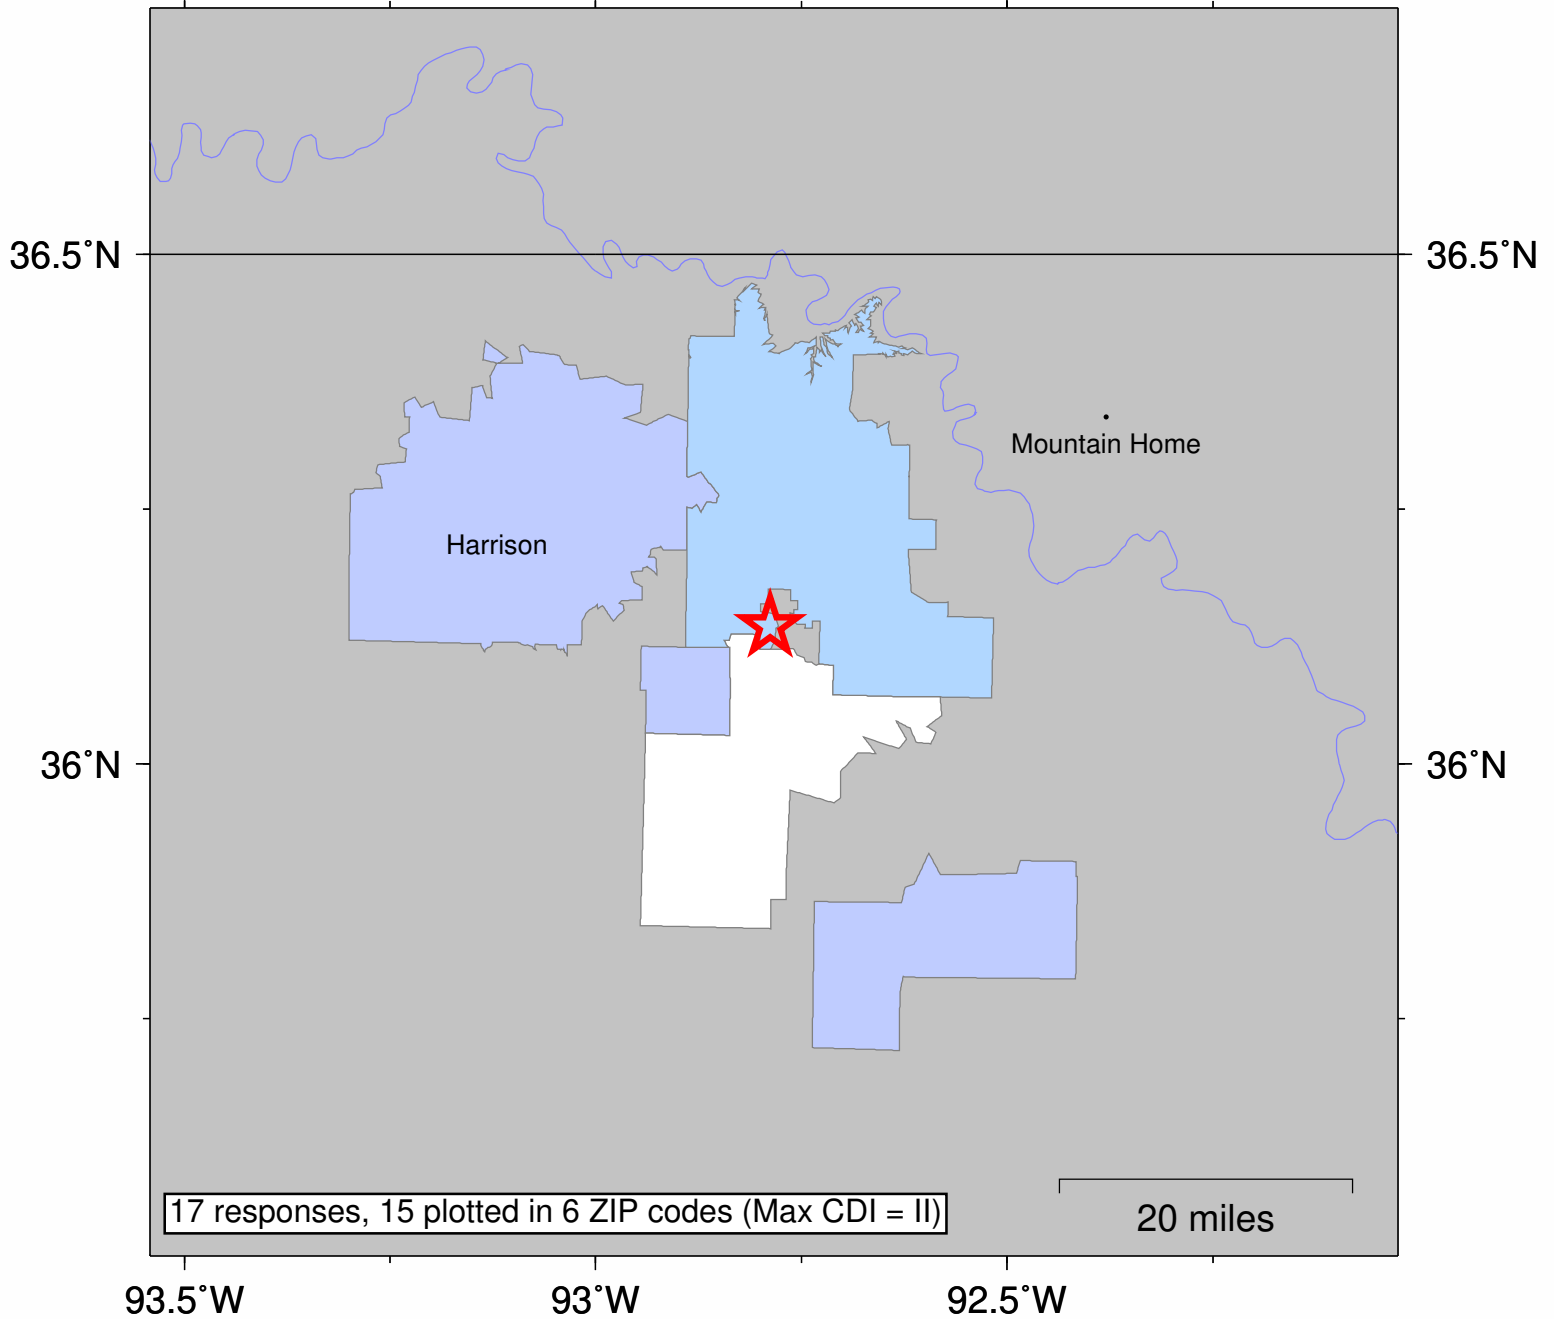 36.5°N
36.5°N
Mountain Home
Harrison
36°N
36°N
17 responses, 15 plotted in 6 ZIP codes (Max CDI = II)
20 miles
93.5°W
93°W
92.5°W